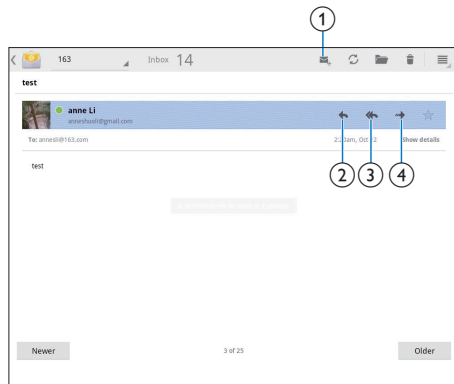 1
163 Inbox 14
test
anne Li
anneshuoli@gmail.com
To: annesli@163.com Show details
test
2 3 4
Newer 3 of 25 Older